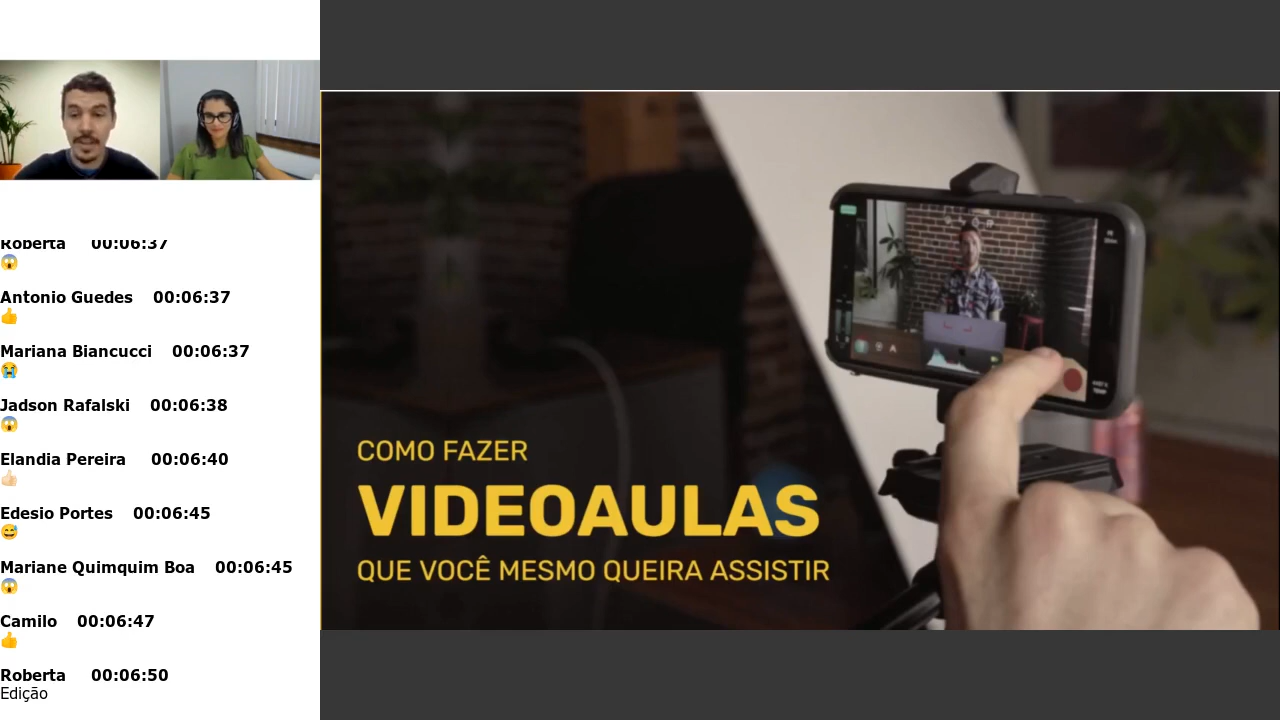 Roberta 00:06:37
😱
Antonio Guedes 00:06:37
👍
Mariana Biancucci 00:06:37
😭
Jadson Rafalski 00:06:38
😱
Elandia Pereira 00:06:40
👍🏻
Edesio Portes 00:06:45
😅
Mariane Quimquim Boa 00:06:45
😱
Camilo 00:06:47
👍
Roberta 00:06:50
Edição
COMO FAZER
VIDEOAULAS
QUE VOCÊ MESMO QUEIRA ASSISTIR